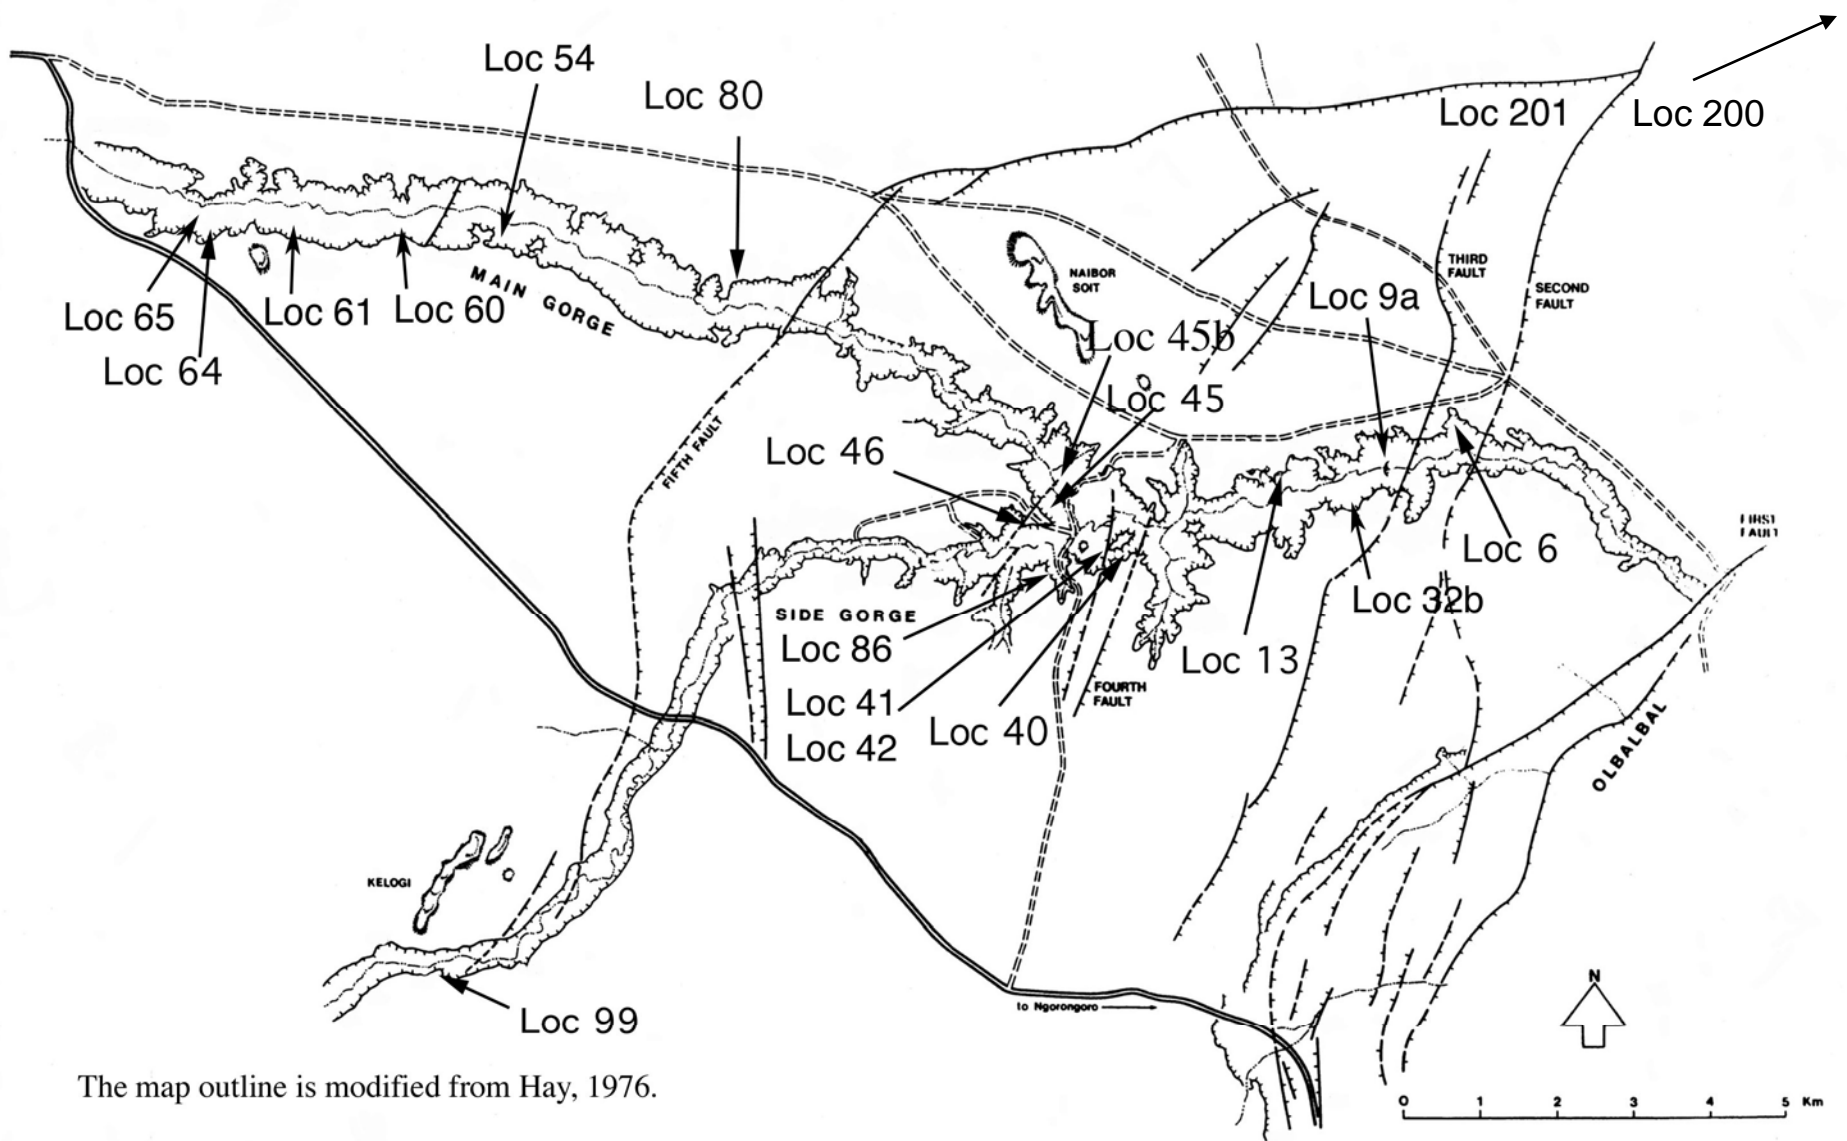 Loc 54
Loc 80
Loc 201
Loc 200
NAIBOR
SOIT
THIRD
FAULT
SECOND
FAULT
MAIN GORGE
Loc 65
Loc 61
Loc 60
Loc 64
Loc 9a
Loc 45b
Loc 45
Loc 46
FIFTH FAULT
FIRST
FAULT
Loc 6
Loc 32b
SIDE GORGE
Loc 86
Loc 13
Loc 41
Loc 42
Loc 40
FOURTH
FAULT
OLBALBAL
KELOGI
Loc 99
to Ngorongoro
N
The map outline is modified from Hay, 1976.
0 1 2 3 4 5 Km